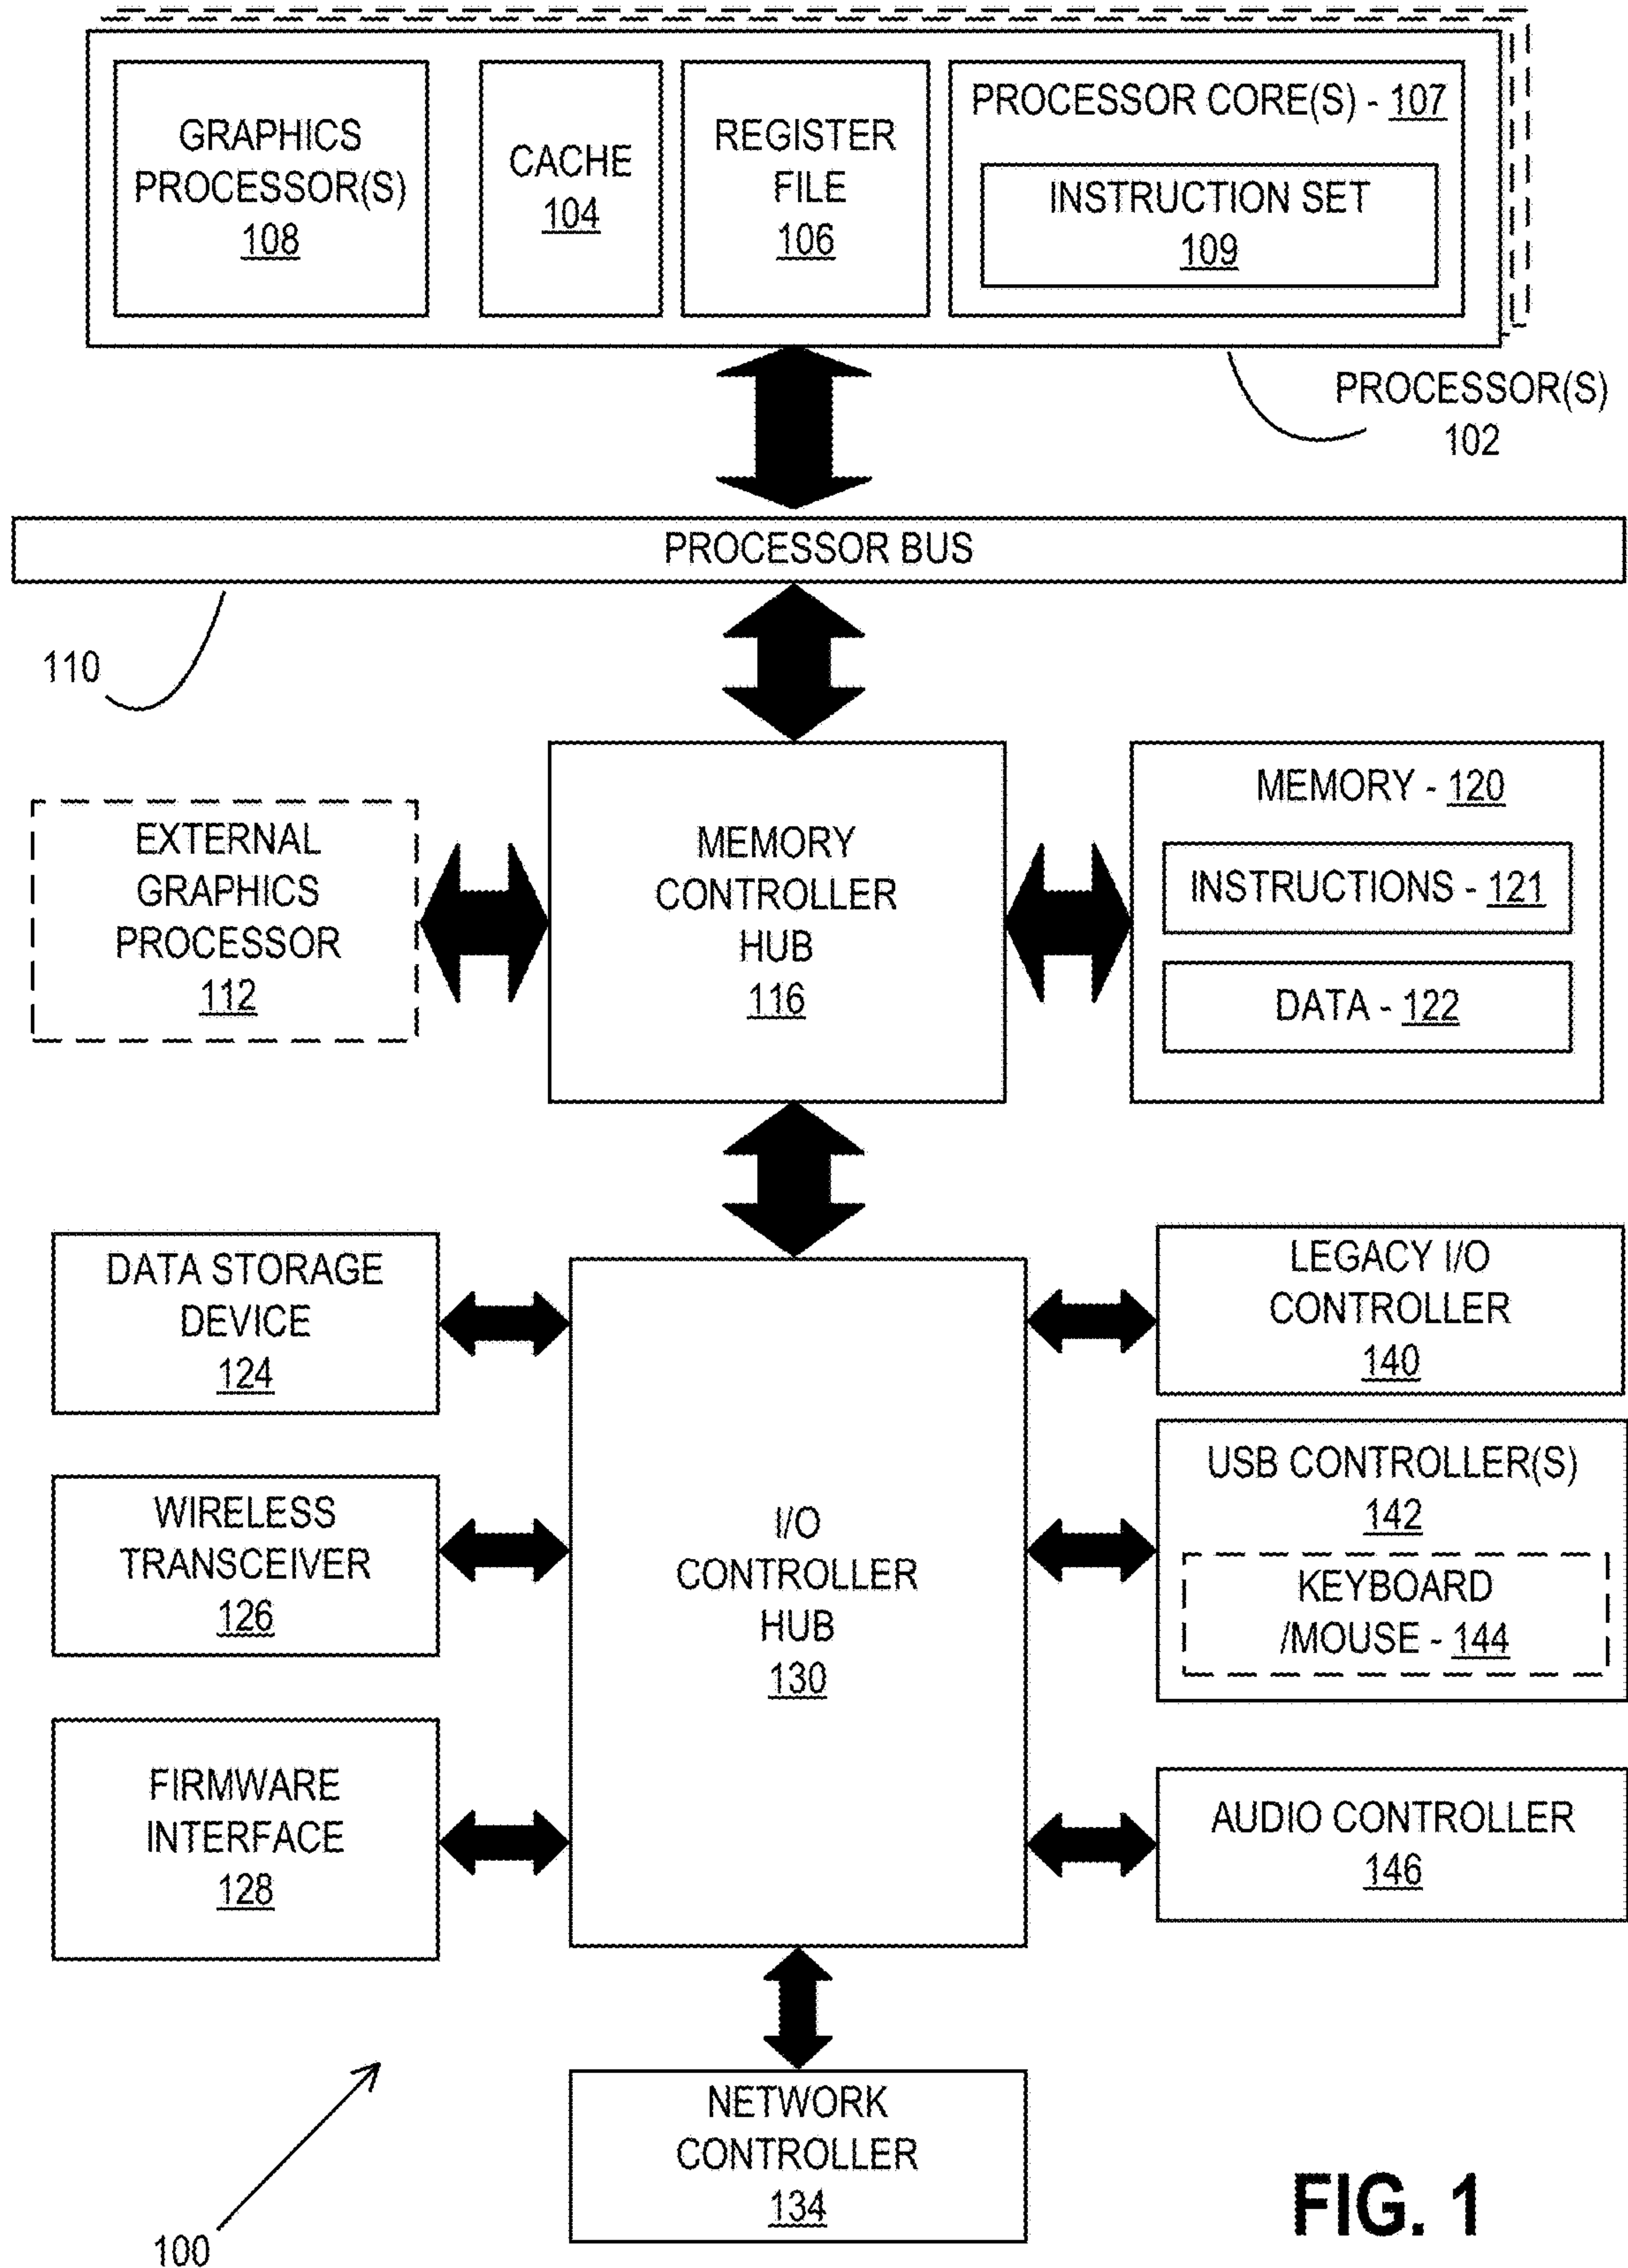 GRAPHICS
PROCESSOR(S)
108
CACHE
104
REGISTER
FILE
106
PROCESSOR CORE(S) - 107
INSTRUCTION SET
109
PROCESSOR(S)
102
PROCESSOR BUS
110
EXTERNAL
GRAPHICS
PROCESSOR
112
MEMORY
CONTROLLER
HUB
116
MEMORY - 120
INSTRUCTIONS - 121
DATA - 122
DATA STORAGE
DEVICE
124
WIRELESS
TRANSCEIVER
126
FIRMWARE
INTERFACE
128
I/O
CONTROLLER
HUB
130
LEGACY I/O
CONTROLLER
140
USB CONTROLLER(S)
142
KEYBOARD
/MOUSE - 144
AUDIO CONTROLLER
146
NETWORK
CONTROLLER
134
100
FIG. 1